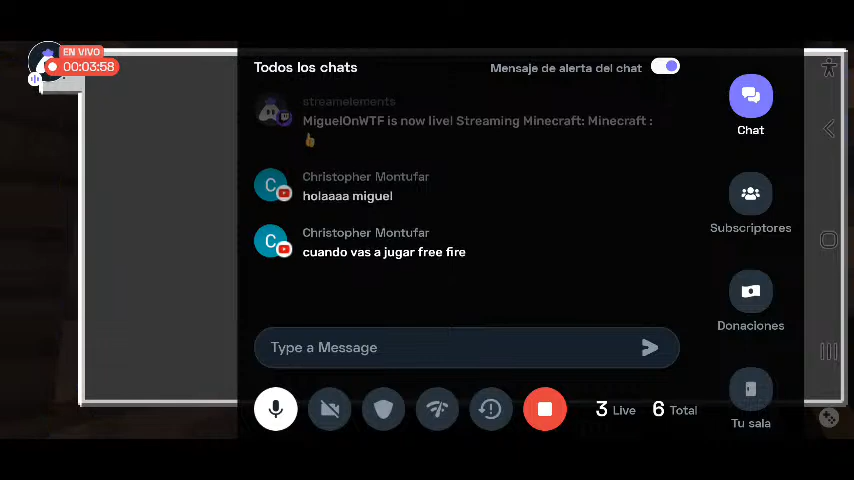 EN VIVO
00:03:58
Todos los chats
Mensaje de alerta del chat
streamelements
MiguelOnWTF is now live! Streaming Minecraft: Minecraft :
👍
Christopher Montufar
holaaaa miguel
Christopher Montufar
cuando vas a jugar free fire
Type a Message
3 Live 6 Total
Chat
Subscriptores
Donaciones
Tu sala